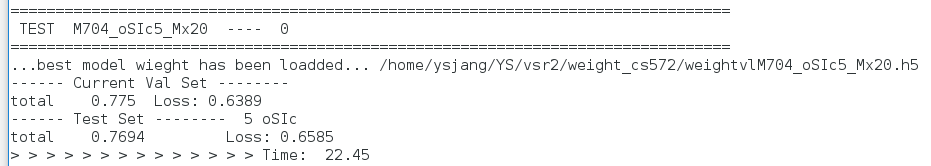 ================================================================================
TEST  M704_oSIc5_Mx20  ----  0
================================================================================
...best model wieght has been loadded... /home/ysjang/YS/vsr2/weight_cs572/weightvlM704_oSIc5_Mx20.h5
------ Current Val Set --------
total    0.775  Loss: 0.6389
------ Test Set --------  5 oSIc
total    0.7694         Loss: 0.6585
> > > > > > > > > > > > > > Time:  22.45